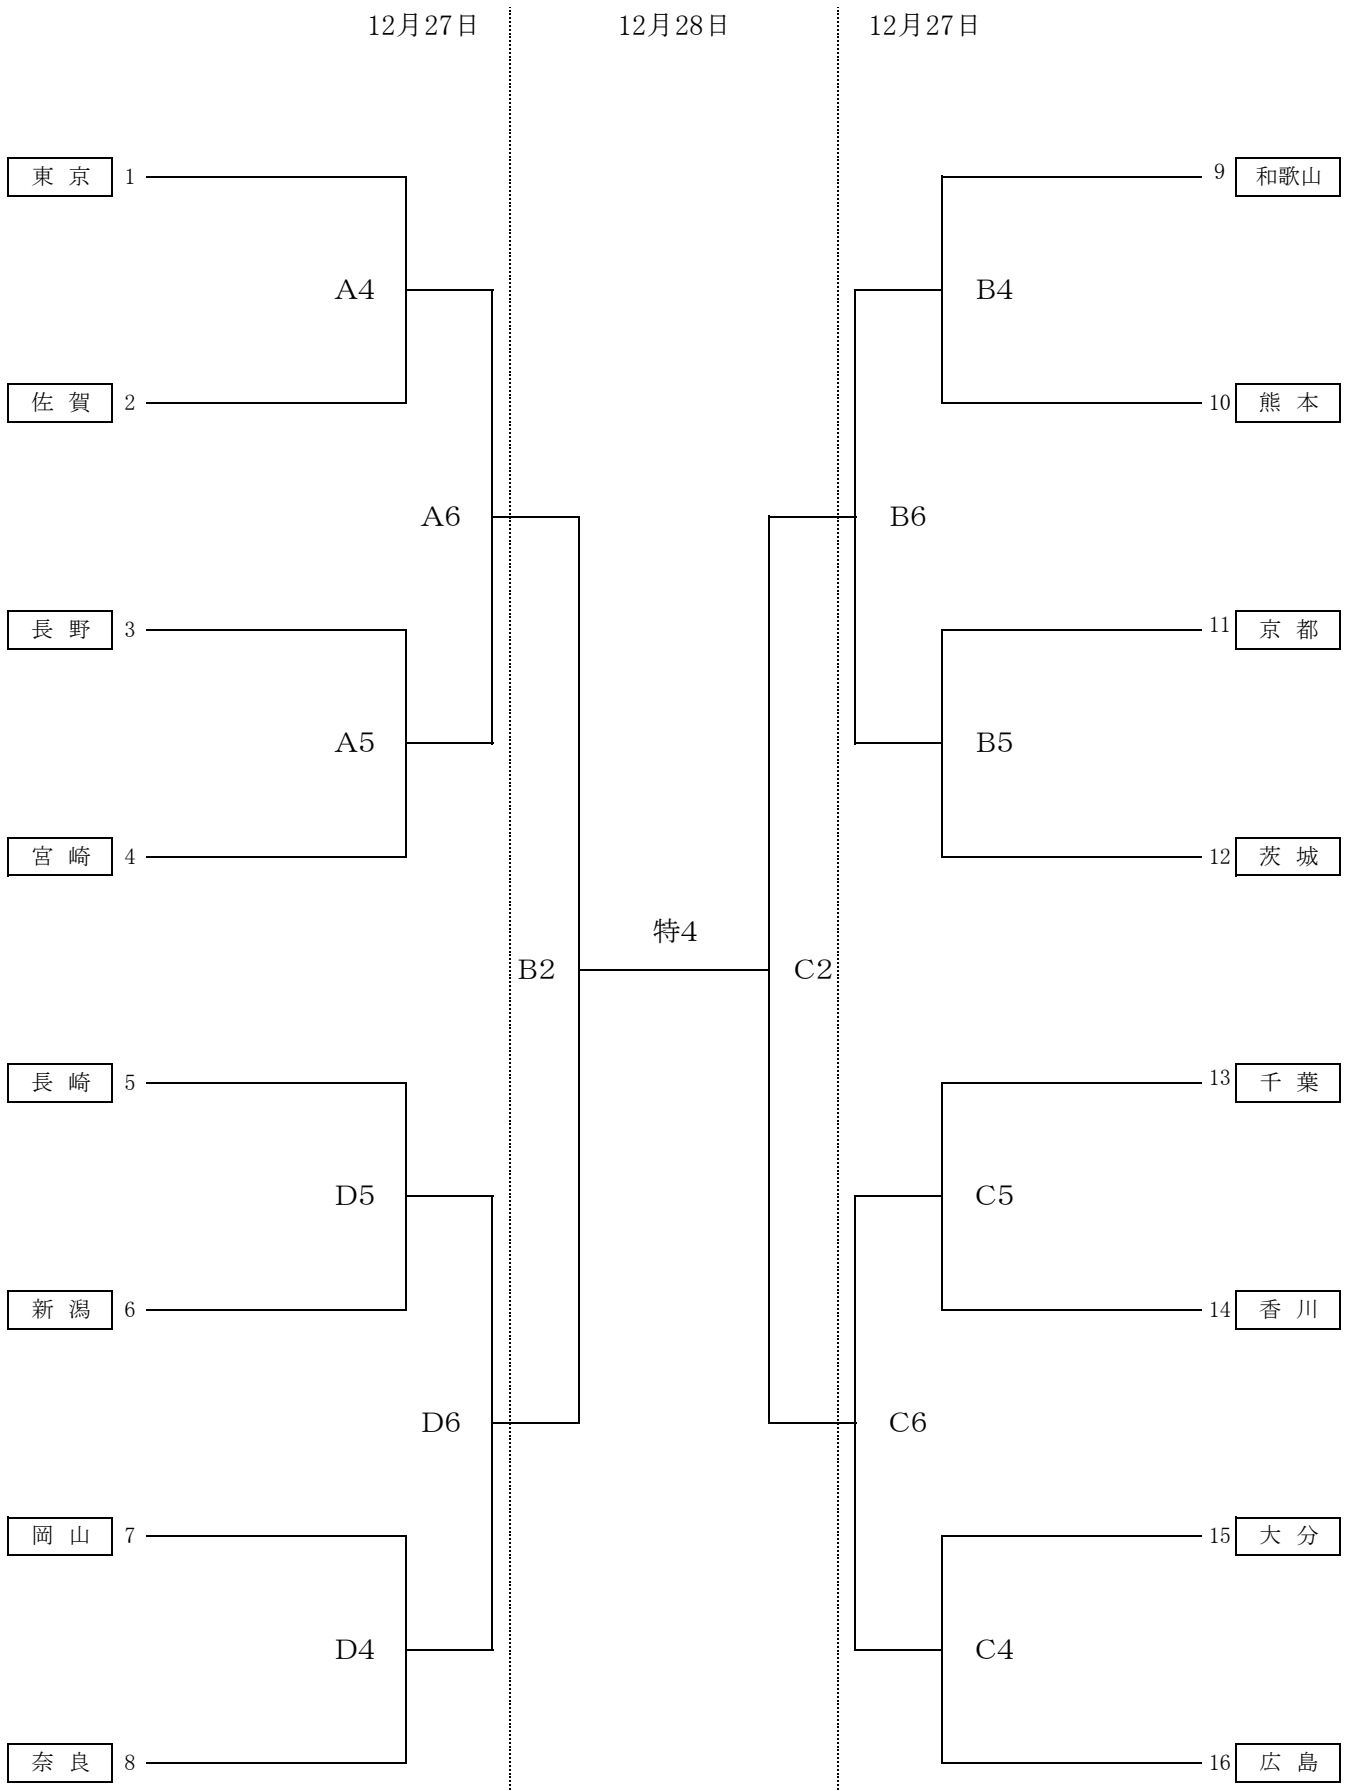 12月27日 12月28日 12月27日
東 京 1 9 和歌山
A4 B4
佐 賀 2 10 熊 本
A6 B6
長 野 3 11 京 都
A5 B5
宮 崎 4 12 茨 城
特4
B2 C2
長 崎 5 13 千 葉
D5 C5
新 潟 6 14 香 川
D6 C6
岡 山 7 15 大 分
D4 C4
奈 良 8 16 広 島